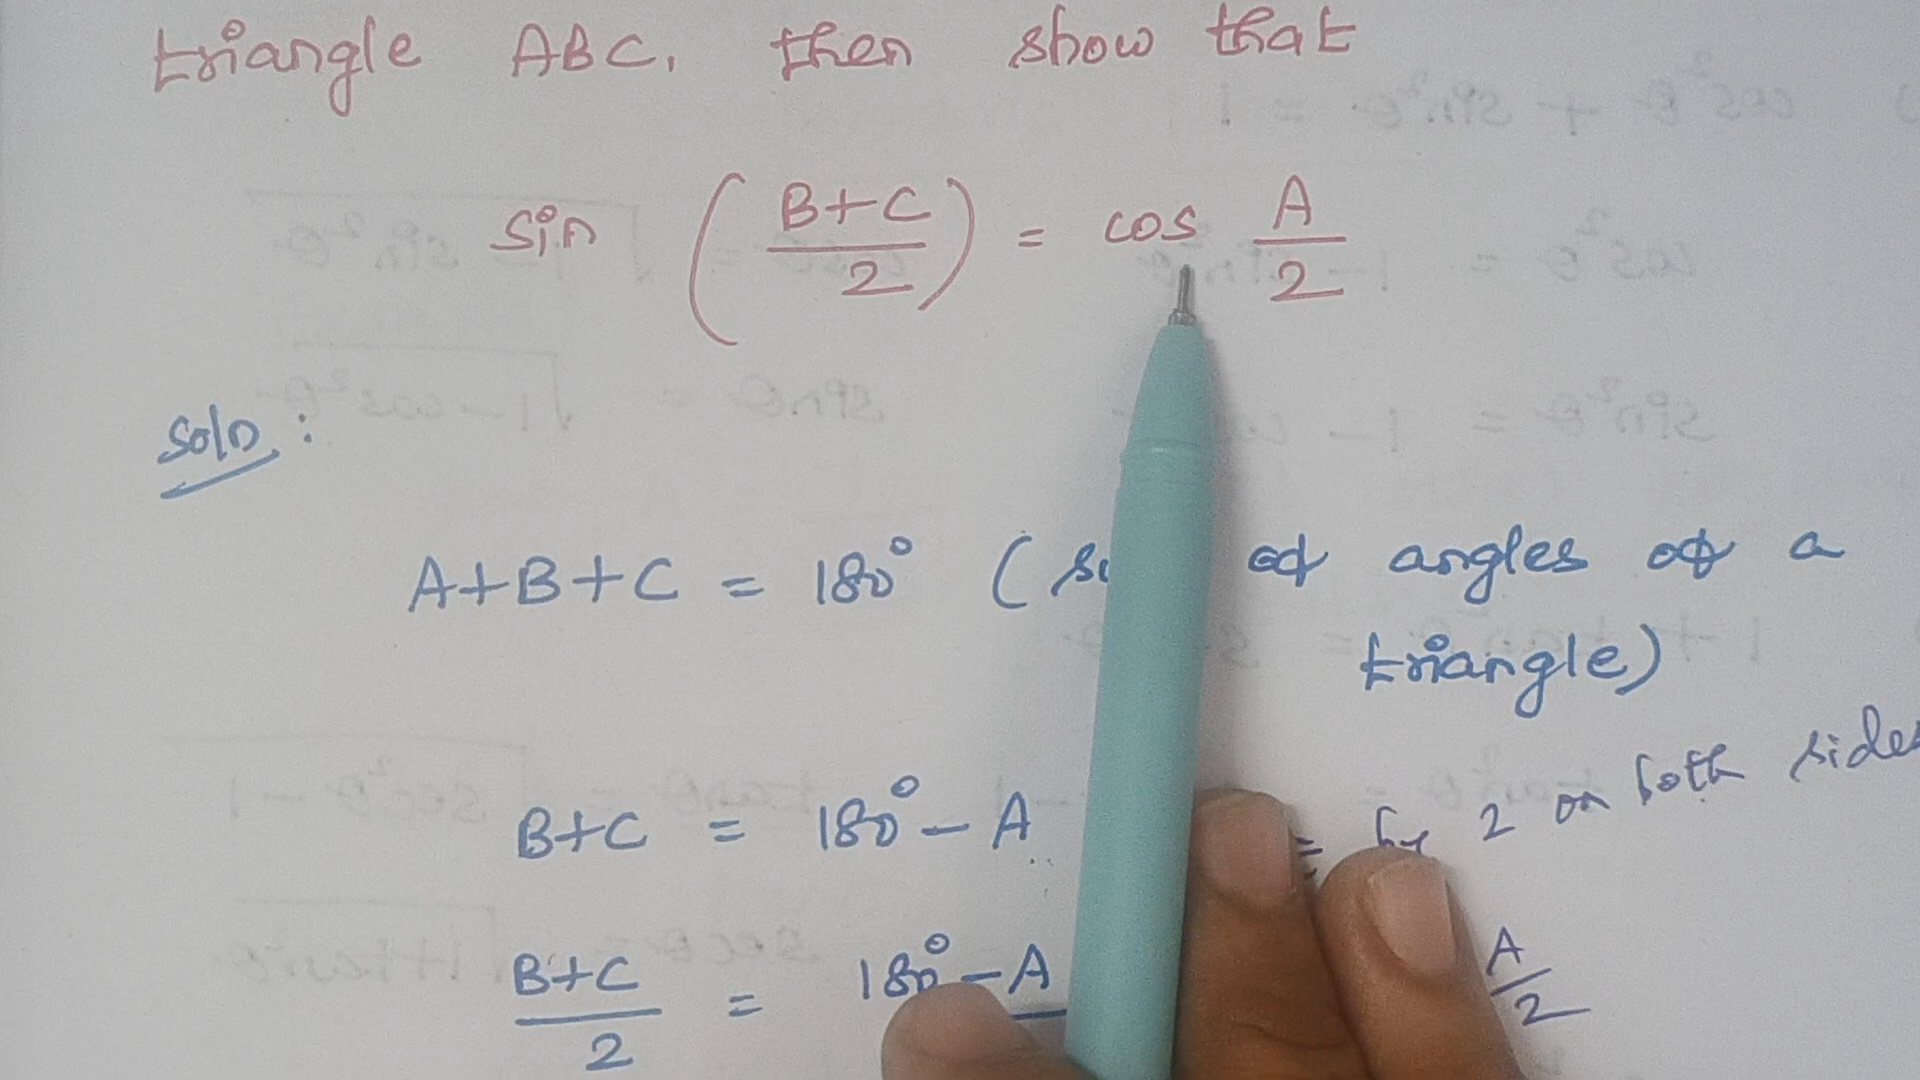 triangle ABC, then show that
sin (B+C/2) = cos A/2
soln :
A+B+C = 180° ( of angles of a
triangle)
B+C = 180° - A by 2 on both sides
B+C/2 = 180° - A A/2